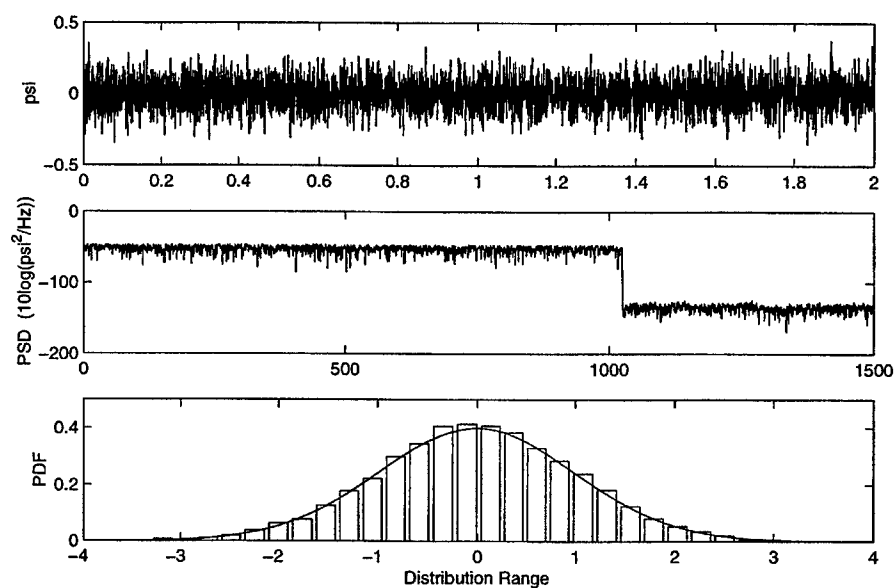 0.5
psi
0
−0.5
0 0.2 0.4 0.6 0.8 1 1.2 1.4 1.6 1.8 2
PSD (10log(psi²/Hz))
0
−100
−200
0 500 1000 1500
PDF
0.4
0.2
0
−4 −3 −2 −1 0 1 2 3 4
Distribution Range